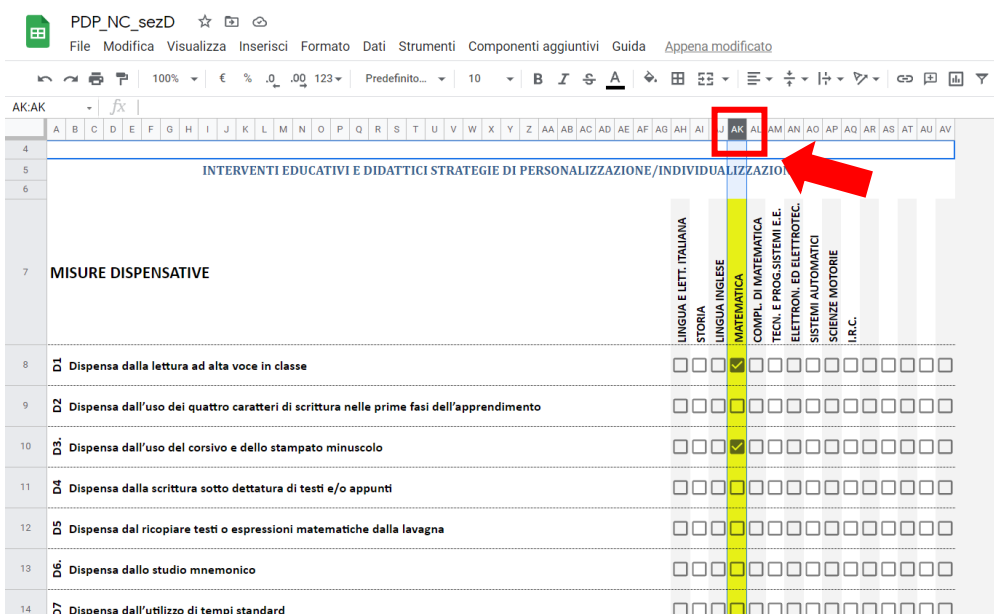 PDP_NC_sezD
File Modifica Visualizza Inserisci Formato Dati Strumenti Componenti aggiuntivi Guida Appena modificato
100% € % .0 .00 123 Predefinito... 10 B I S A
AK:AK fx
A B C D E F G H I J K L M N O P Q R S T U V W X Y Z AA AB AC AD AE AF AG AH AI AJ AK AL AM AN AO AP AQ AR AS AT AU AV
4
5 INTERVENTI EDUCATIVI E DIDATTICI STRATEGIE DI PERSONALIZZAZIONE/INDIVIDUALIZZAZION
6
7 MISURE DISPENSATIVE
LINGUA E LETT. ITALIANA
STORIA
LINGUA INGLESE
MATEMATICA
COMPL. DI MATEMATICA
TECN. E PROG.SISTEMI E.E.
ELETTRON. ED ELETTROTEC.
SISTEMI AUTOMATICI
SCIENZE MOTORIE
I.R.C.
8 D1 Dispensa dalla lettura ad alta voce in classe
9 D2 Dispensa dall'uso dei quattro caratteri di scrittura nelle prime fasi dell'apprendimento
10 D3. Dispensa dall'uso del corsivo e dello stampato minuscolo
11 D4 Dispensa dalla scrittura sotto dettatura di testi e/o appunti
12 D5 Dispensa dal ricopiare testi o espressioni matematiche dalla lavagna
13 D6. Dispensa dallo studio mnemonico
14 D7 Dispensa dall'utilizzo di tempi standard